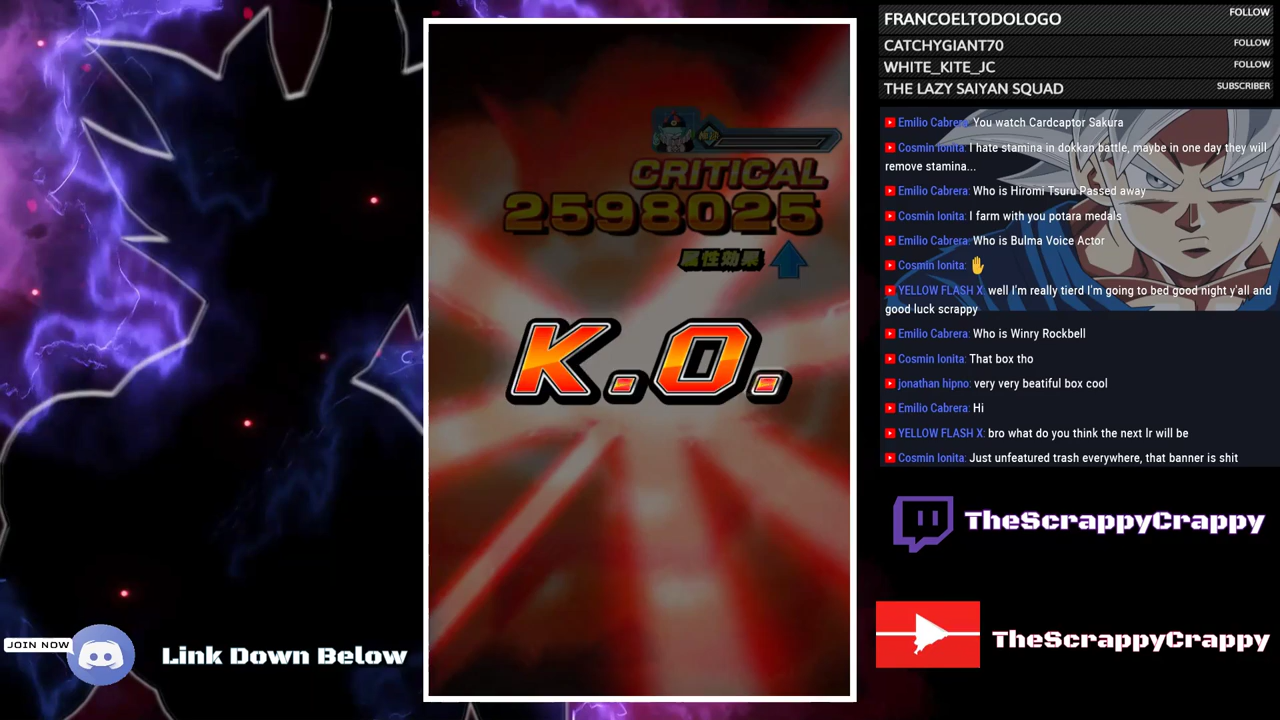 FRANCOELTODOLOGO
FOLLOW
CATCHYGIANT70
FOLLOW
WHITE_KITE_JC
FOLLOW
THE LAZY SAIYAN SQUAD
SUBSCRIBER
Emilio Cabrera: You watch Cardcaptor Sakura
Cosmin Ionita: I hate stamina in dokkan battle, maybe in one day they will
remove stamina...
Emilio Cabrera: Who is Hiromi Tsuru Passed away
Cosmin Ionita: I farm with you potara medals
Emilio Cabrera: Who is Bulma Voice Actor
Cosmin Ionita: ✋
YELLOW FLASH X: well I'm really tierd I'm going to bed good night y'all and
good luck scrappy
Emilio Cabrera: Who is Winry Rockbell
Cosmin Ionita: That box tho
jonathan hipno: very very beatiful box cool
Emilio Cabrera: Hi
YELLOW FLASH X: bro what do you think the next lr will be
Cosmin Ionita: Just unfeatured trash everywhere, that banner is shit
CRITICAL
2598025
属性効果
K.O.
TheScrappyCrappy
TheScrappyCrappy
JOIN NOW
Link Down Below